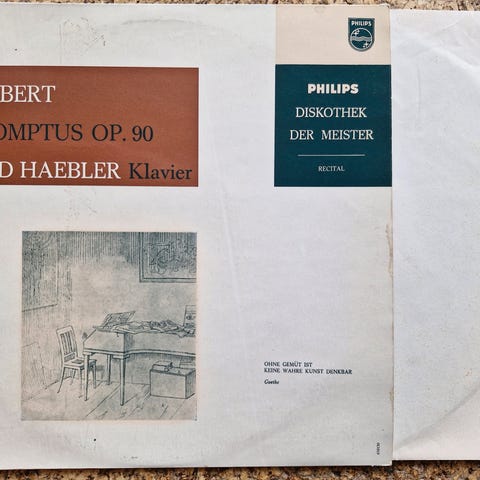 PHILIPS
BERT
OMPTUS OP. 90
D HAEBLER Klavier
PHILIPS
DISKOTHEK
DER MEISTER
RECITAL
OHNE GEMÜT IST
KEINE WAHRE KUNST DENKBAR
Goethe